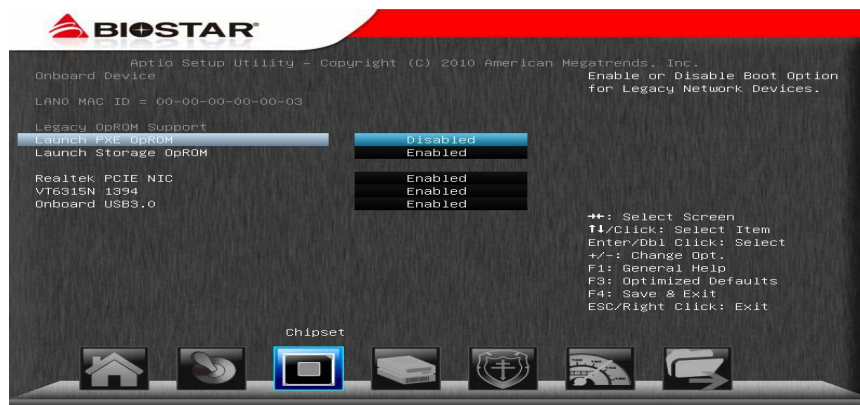 BIOSTAR®
Aptio Setup Utility - Copyright (C) 2010 American Megatrends, Inc.
Onboard Device
LAN0 MAC ID = 00-00-00-00-00-03
Legacy OpROM Support
Launch PXE OpROM Disabled
Launch Storage OpROM Enabled
Realtek PCIE NIC Enabled
VT6315N 1394 Enabled
Onboard USB3.0 Enabled
Enable or Disable Boot Option
for Legacy Network Devices.
→←: Select Screen
↑↓/Click: Select Item
Enter/Dbl Click: Select
+/-: Change Opt.
F1: General Help
F3: Optimized Defaults
F4: Save & Exit
ESC/Right Click: Exit
Chipset